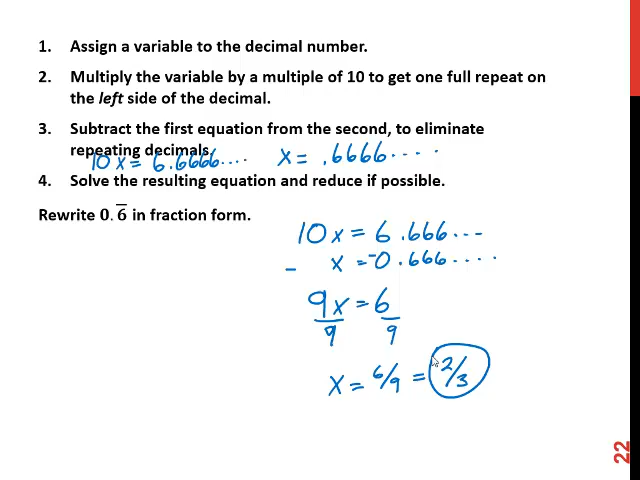 1. Assign a variable to the decimal number.
2. Multiply the variable by a multiple of 10 to get one full repeat on
the left side of the decimal.
3. Subtract the first equation from the second, to eliminate
repeating decimals.
10x = 6.6666.... x = .6666....
4. Solve the resulting equation and reduce if possible.
Rewrite 0.6̅ in fraction form.
10x = 6.666...
- x = -0.666....
9x = 6
9 9
x = 6/9 = 2/3
22